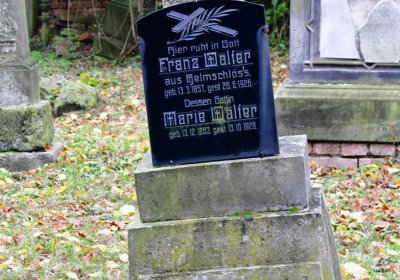 Hier ruht in Gott
Franz Walter
aus Helmschloss,
geb. 13.3.1857, gest. 26.6.1926.
Dessen Gattin
Marie Walter
geb. 13.12.1853, gest. 13.10.1928.